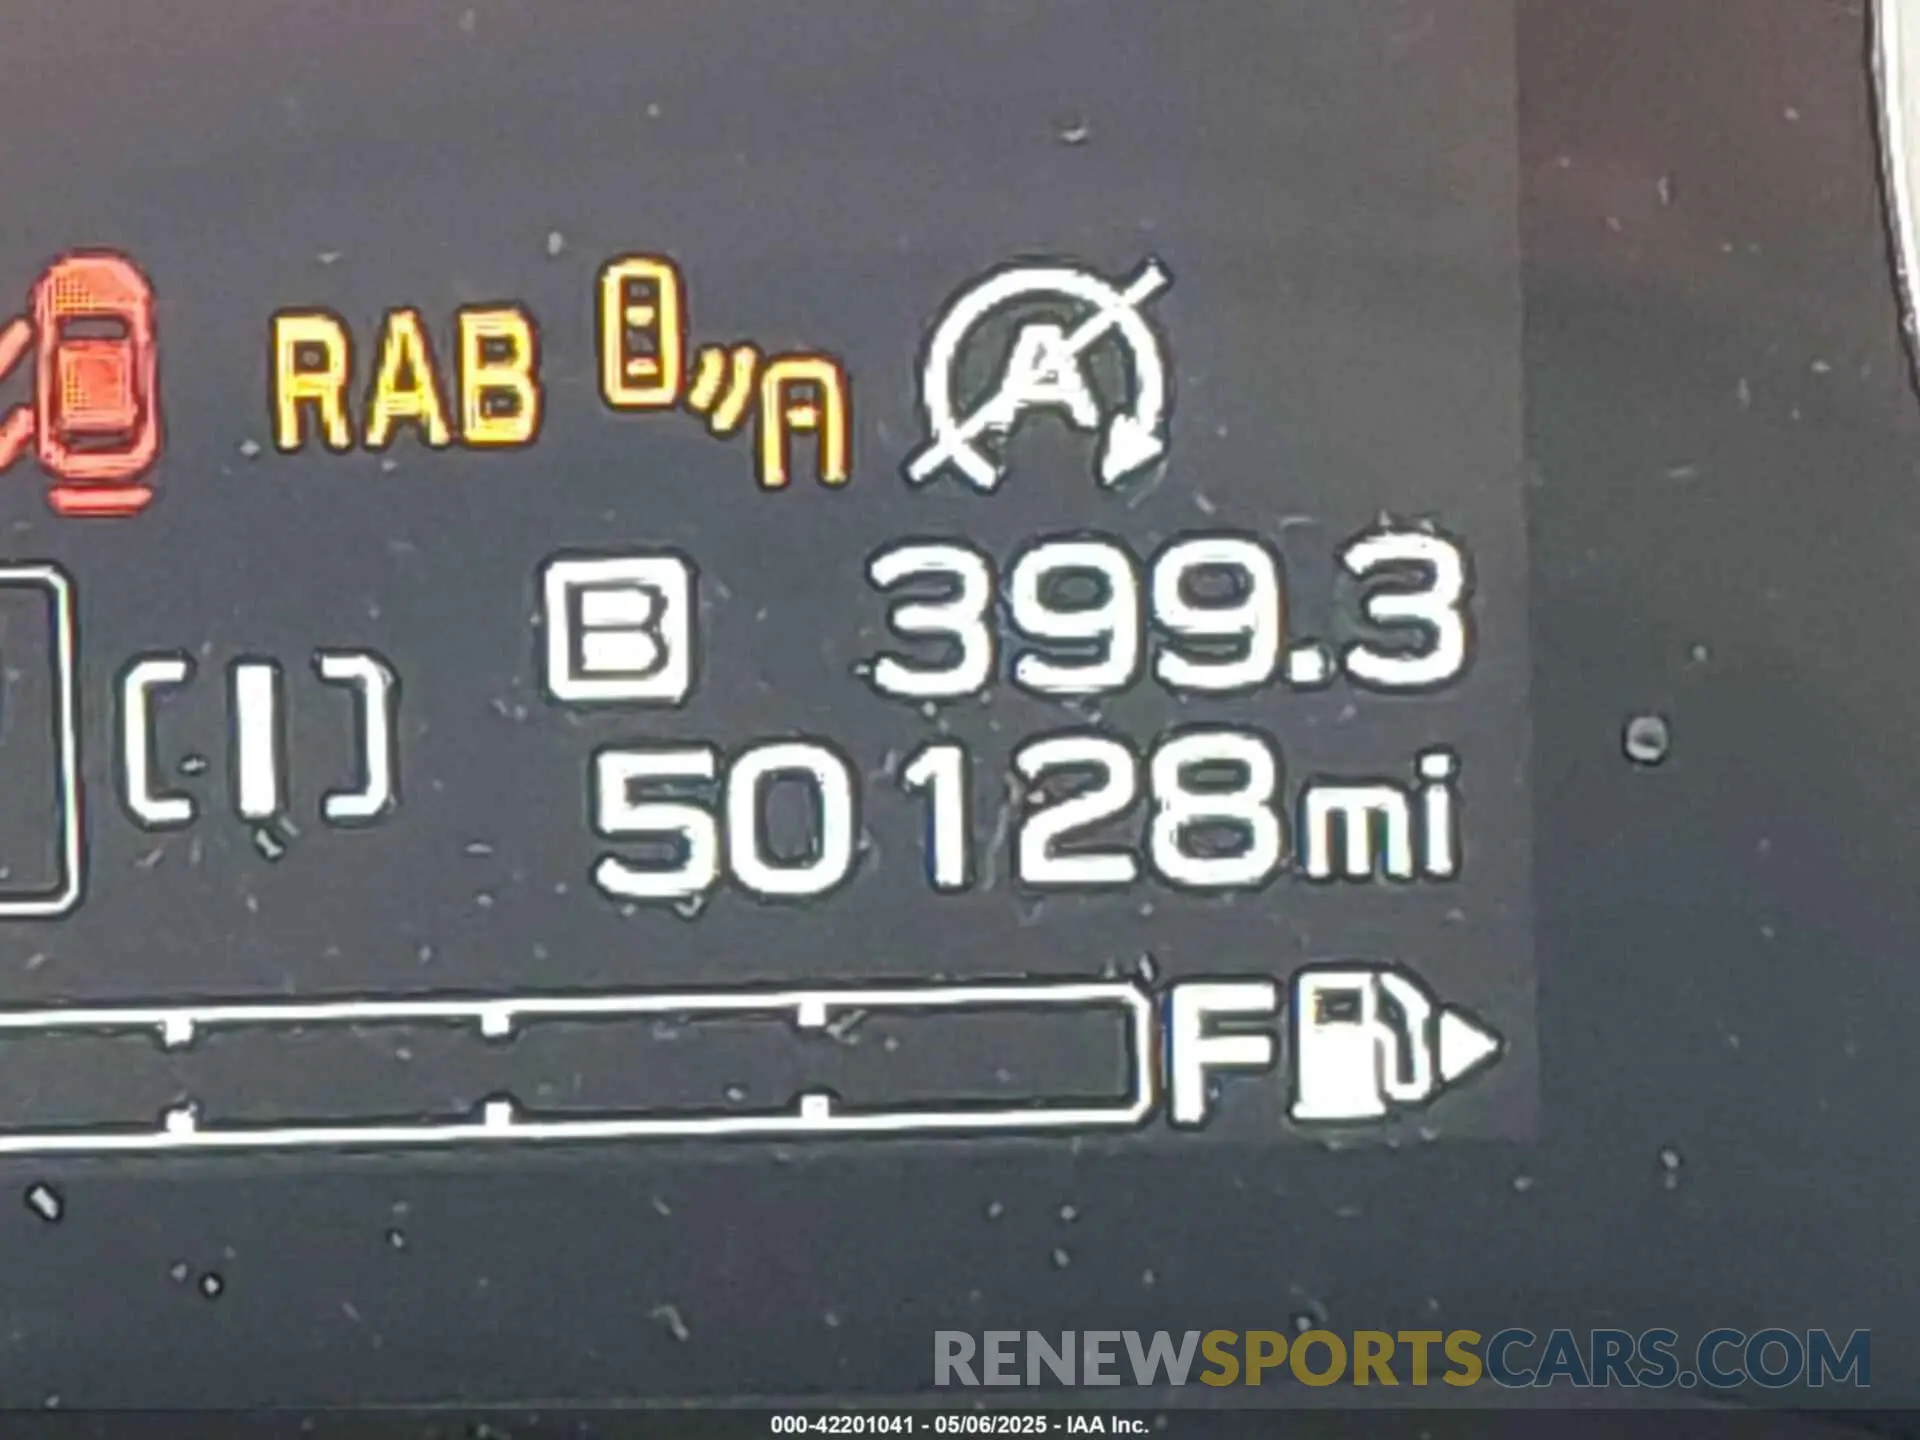 RAB A
B 399.3
50128mi
F
RENEWSPORTSCARS.COM
000-42201041 - 05/06/2025 - IAA Inc.